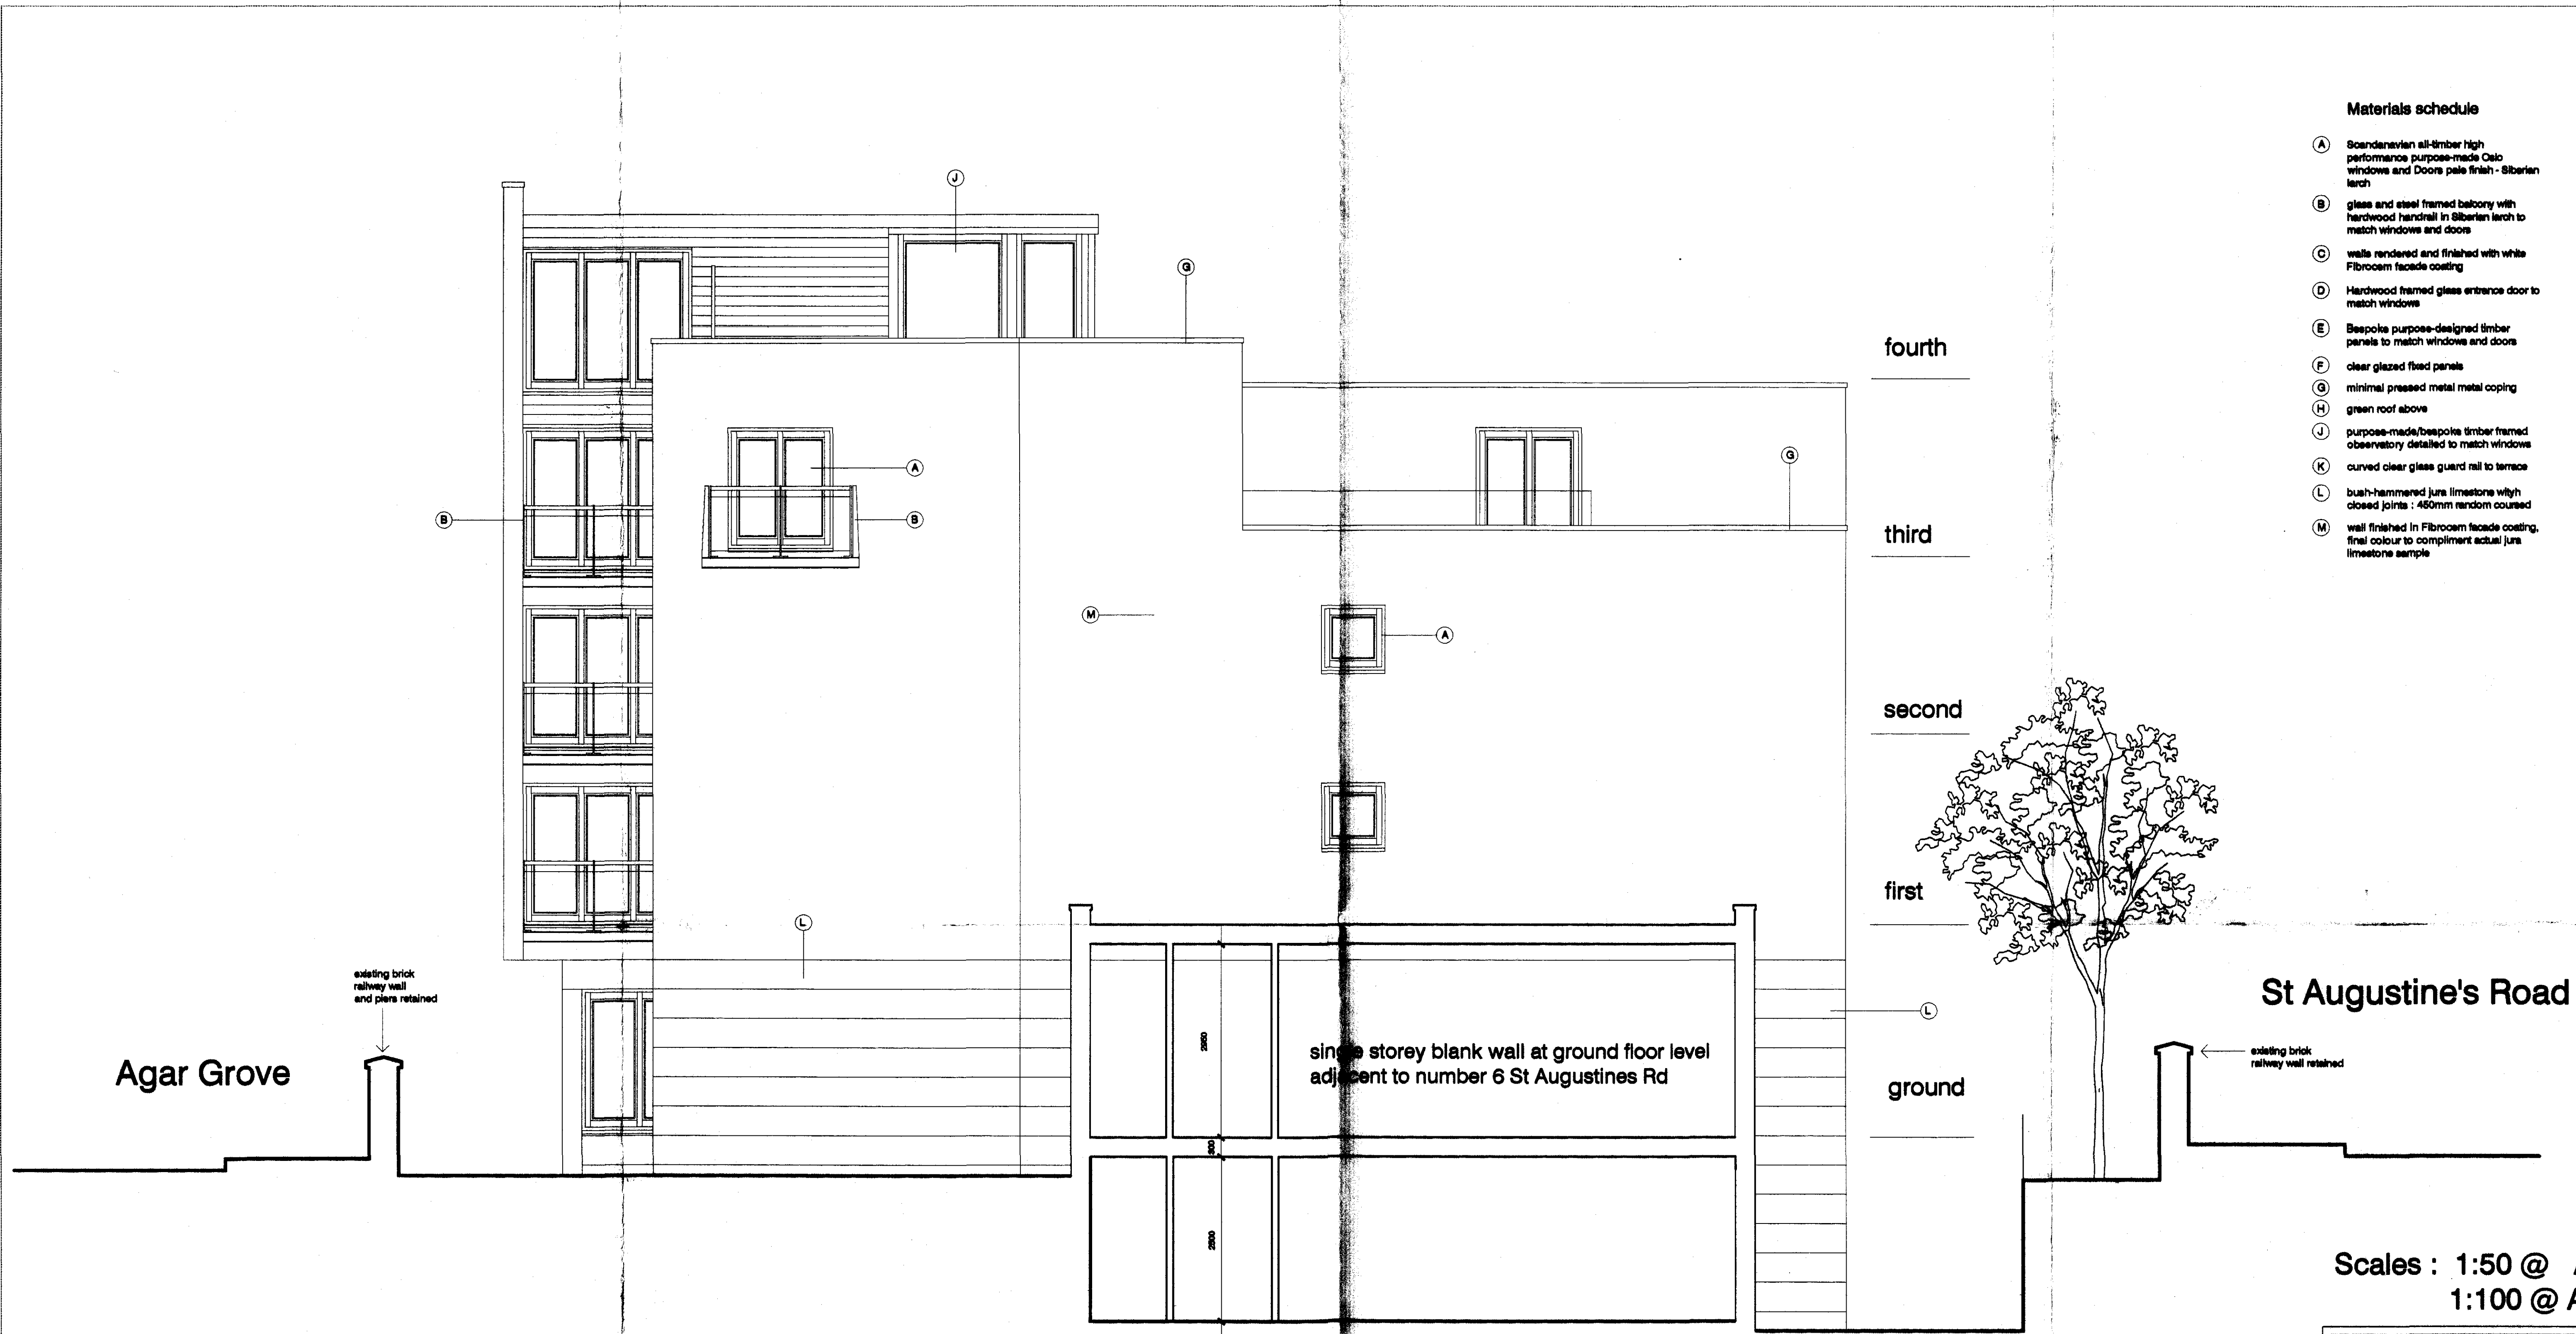 Materials schedule
A Scandanavian all-timber high
performance purpose-made Oslo
windows and Doors pale finish - Siberian
larch
B glass and steel framed balcony with
hardwood handrail in Siberian larch to
match windows and doors
C walls rendered and finished with white
Fibrocem facade coating
D Hardwood framed glass entrance door to
match windows
E Bespoke purpose-designed timber
panels to match windows and doors
F clear glazed fixed panels
G minimal pressed metal metal coping
H green roof above
J purpose-made/bespoke timber framed
observatory detailed to match windows
K curved clear glass guard rail to terrace
L bush-hammered jura limestone wityh
closed joints : 450mm random coursed
M wall finished in Fibrocem facade coating,
final colour to compliment actual jura
limestone sample
J
G
fourth
A
G
B
B
third
M
A
second
first
L
existing brick
railway wall
and piers retained
St Augustine's Road
L
Agar Grove
single storey blank wall at ground floor level
adjacent to number 6 St Augustines Rd
existing brick
railway wall retained
ground
300
Scales : 1:50 @ A
1:100 @ A